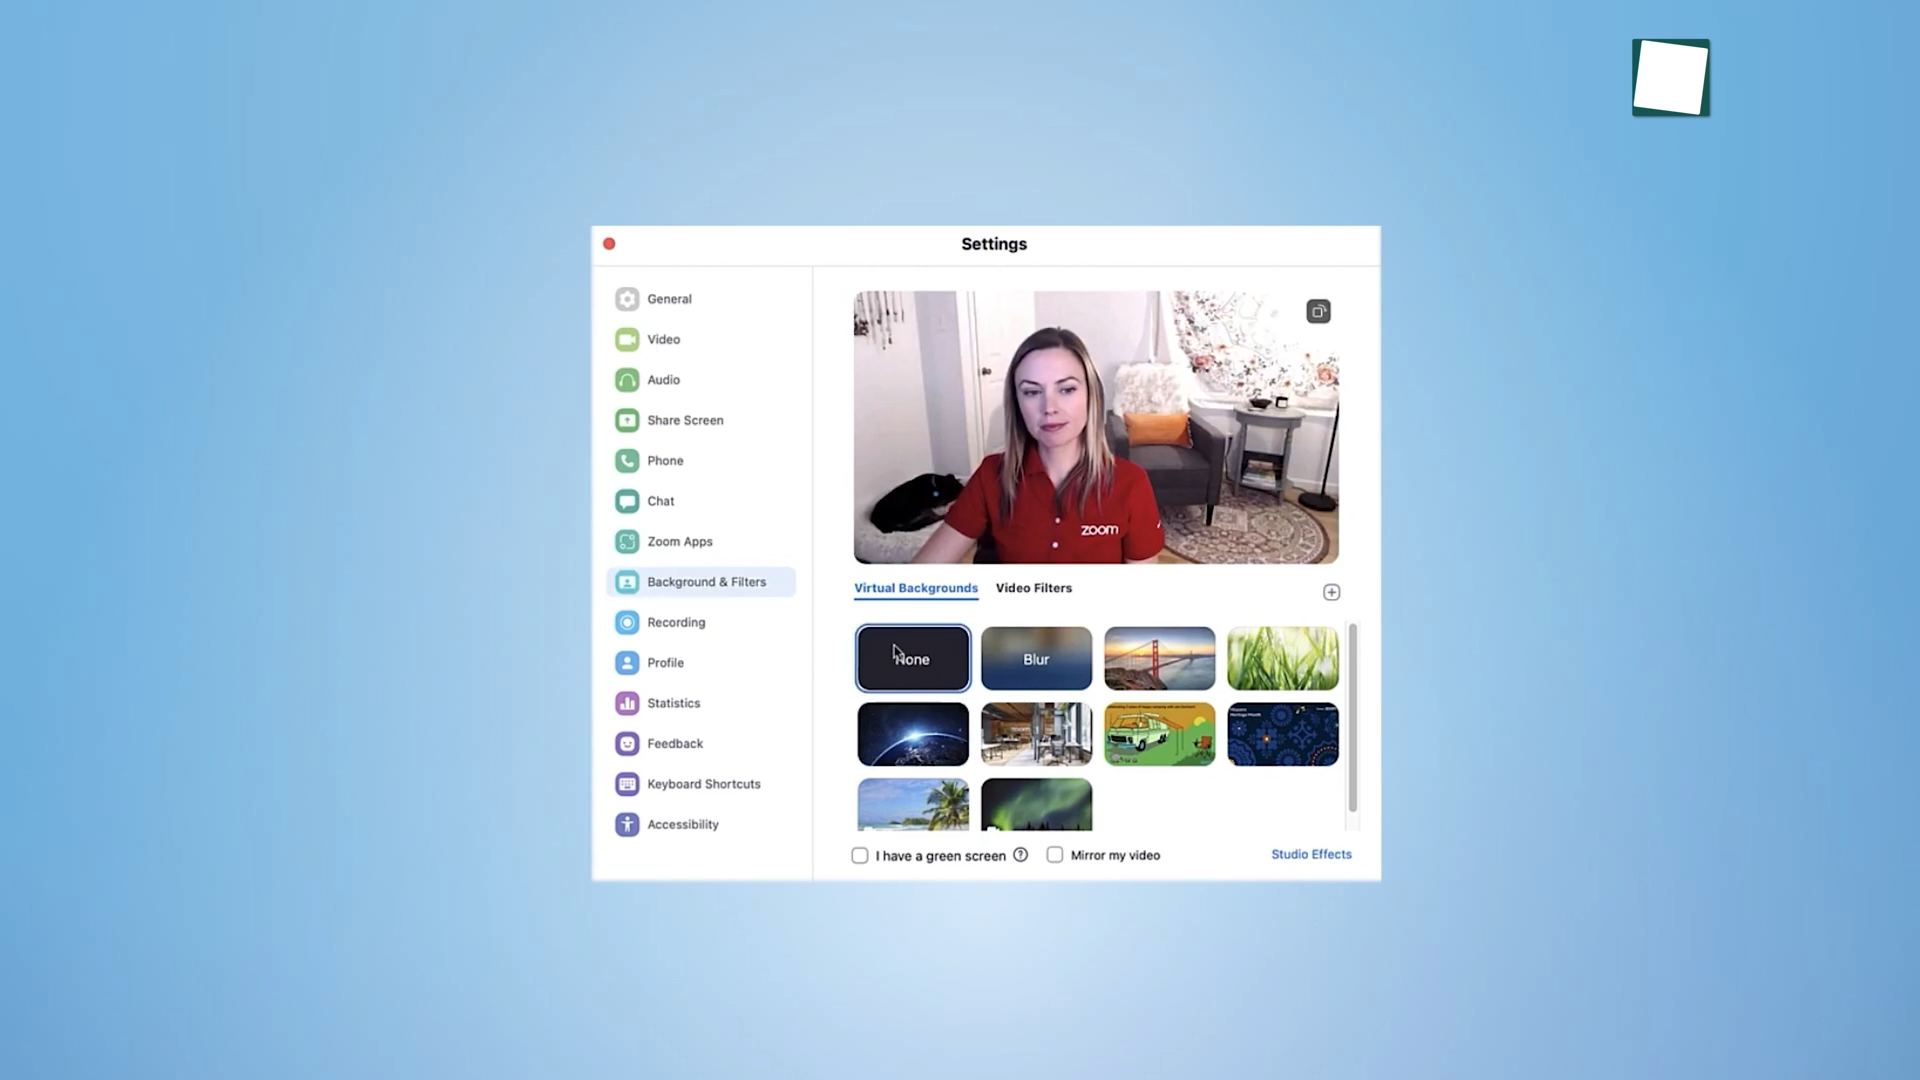 Settings
General
Video
Audio
Share Screen
Phone
Chat
Zoom Apps
Background & Filters
Recording
Profile
Statistics
Feedback
Keyboard Shortcuts
Accessibility
zoom
Virtual Backgrounds
Video Filters
None
Blur
I have a green screen
Mirror my video
Studio Effects